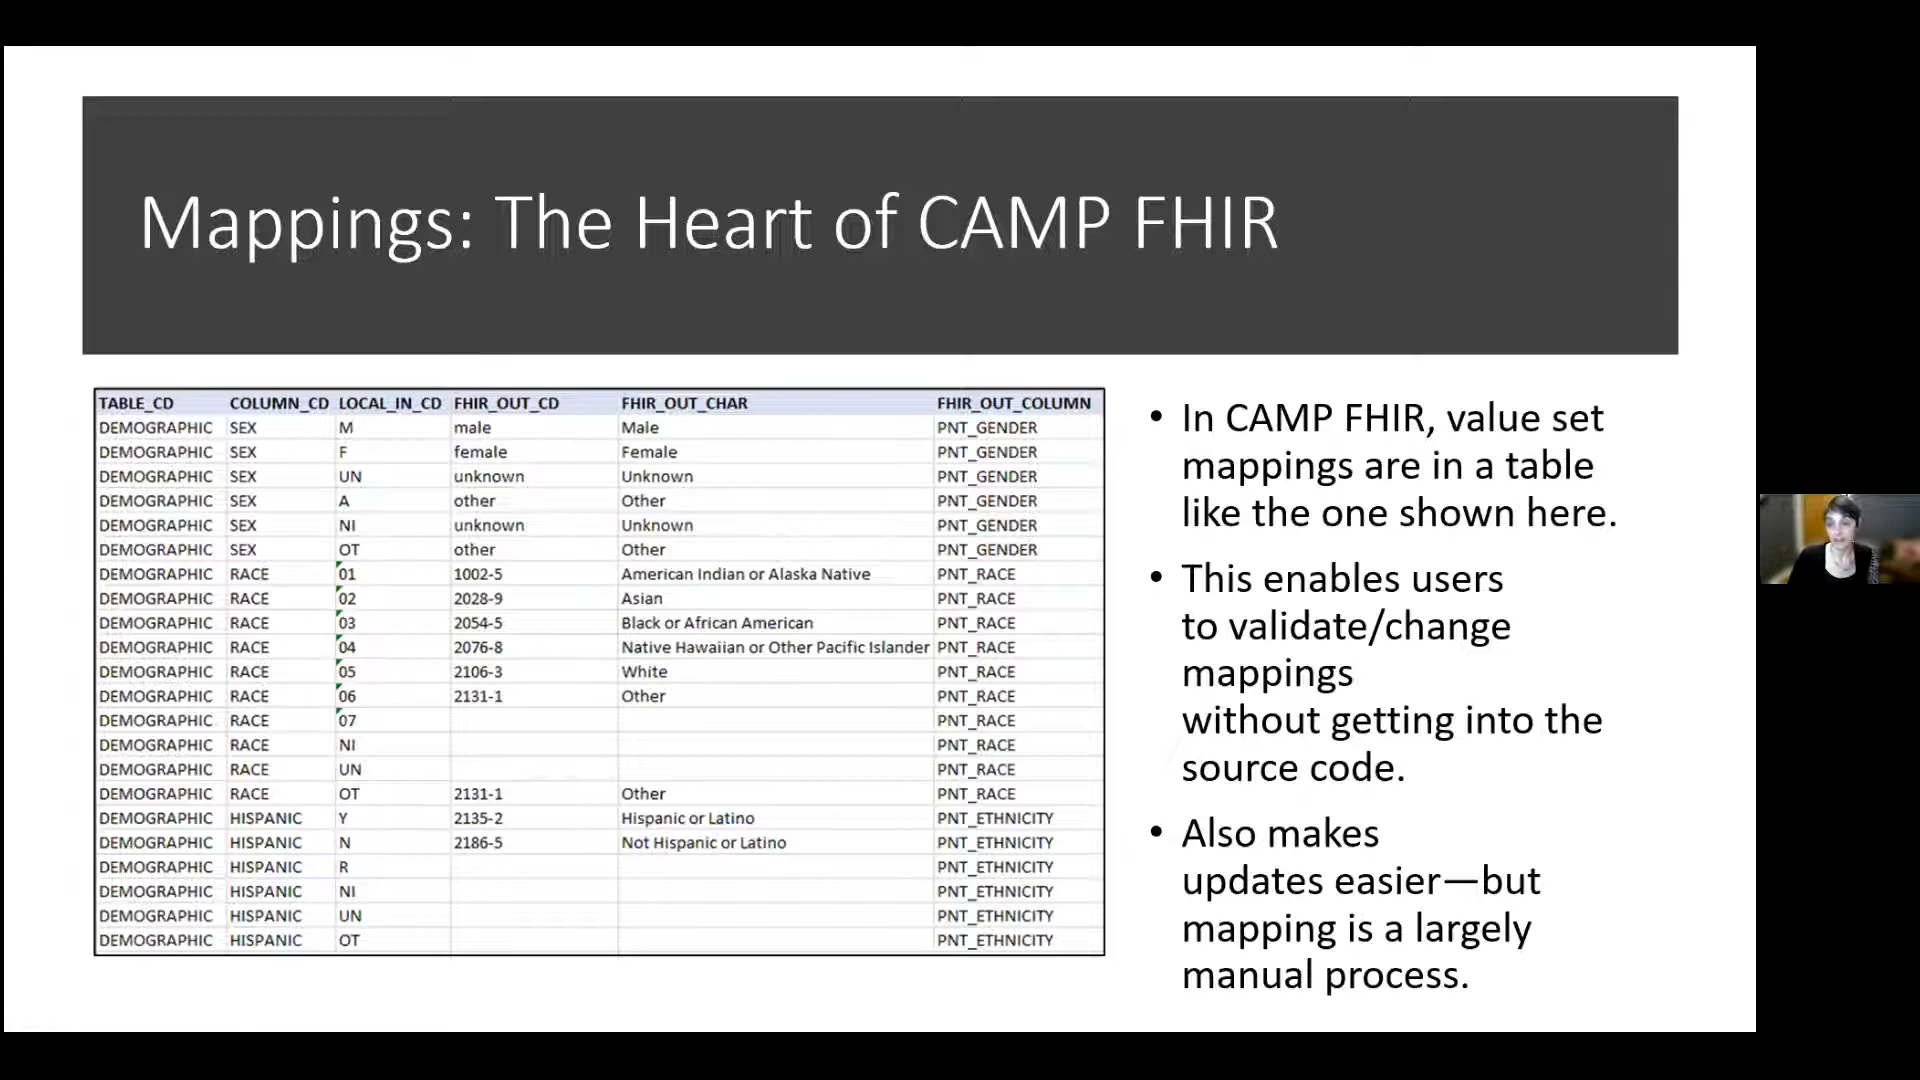 Mappings: The Heart of CAMP FHIR
TABLE_CD COLUMN_CD LOCAL_IN_CD FHIR_OUT_CD FHIR_OUT_CHAR FHIR_OUT_COLUMN
DEMOGRAPHIC SEX M male Male PNT_GENDER
DEMOGRAPHIC SEX F female Female PNT_GENDER
DEMOGRAPHIC SEX UN unknown Unknown PNT_GENDER
DEMOGRAPHIC SEX A other Other PNT_GENDER
DEMOGRAPHIC SEX NI unknown Unknown PNT_GENDER
DEMOGRAPHIC SEX OT other Other PNT_GENDER
DEMOGRAPHIC RACE 01 1002-5 American Indian or Alaska Native PNT_RACE
DEMOGRAPHIC RACE 02 2028-9 Asian PNT_RACE
DEMOGRAPHIC RACE 03 2054-5 Black or African American PNT_RACE
DEMOGRAPHIC RACE 04 2076-8 Native Hawaiian or Other Pacific Islander PNT_RACE
DEMOGRAPHIC RACE 05 2106-3 White PNT_RACE
DEMOGRAPHIC RACE 06 2131-1 Other PNT_RACE
DEMOGRAPHIC RACE 07 PNT_RACE
DEMOGRAPHIC RACE NI PNT_RACE
DEMOGRAPHIC RACE UN PNT_RACE
DEMOGRAPHIC RACE OT 2131-1 Other PNT_RACE
DEMOGRAPHIC HISPANIC Y 2135-2 Hispanic or Latino PNT_ETHNICITY
DEMOGRAPHIC HISPANIC N 2186-5 Not Hispanic or Latino PNT_ETHNICITY
DEMOGRAPHIC HISPANIC R PNT_ETHNICITY
DEMOGRAPHIC HISPANIC NI PNT_ETHNICITY
DEMOGRAPHIC HISPANIC UN PNT_ETHNICITY
DEMOGRAPHIC HISPANIC OT PNT_ETHNICITY
• In CAMP FHIR, value set
mappings are in a table
like the one shown here.
• This enables users
to validate/change
mappings
without getting into the
source code.
• Also makes
updates easier—but
mapping is a largely
manual process.